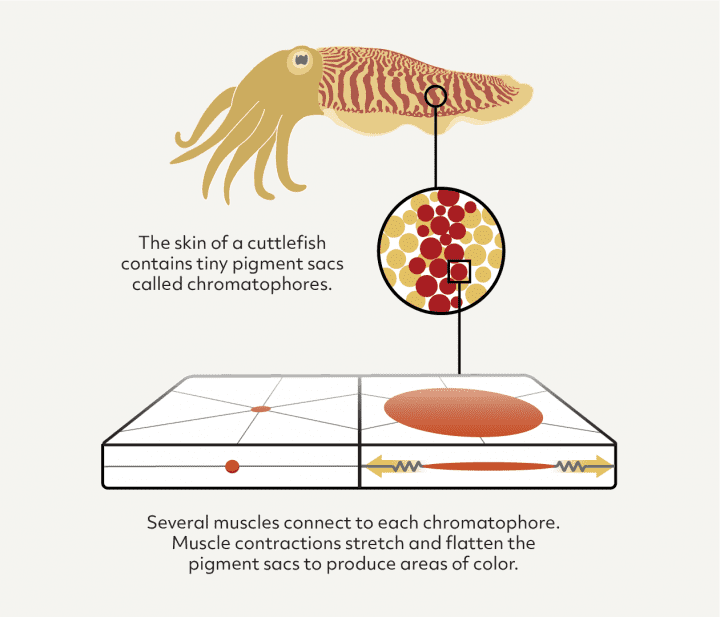 The skin of a cuttlefish
contains tiny pigment sacs
called chromatophores.
Several muscles connect to each chromatophore.
Muscle contractions stretch and flatten the
pigment sacs to produce areas of color.